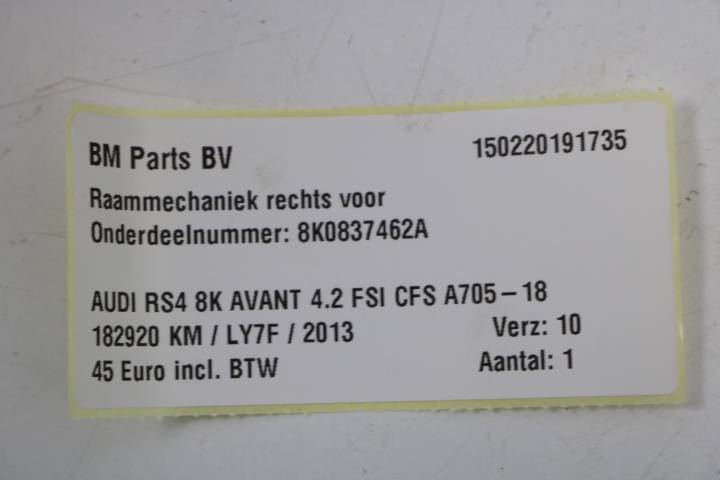 BM Parts BV 150220191735
Raammechaniek rechts voor
Onderdeelnummer: 8K0837462A
AUDI RS4 8K AVANT 4.2 FSI CFS A705-18
182920 KM / LY7F / 2013 Verz: 10
45 Euro incl. BTW Aantal: 1